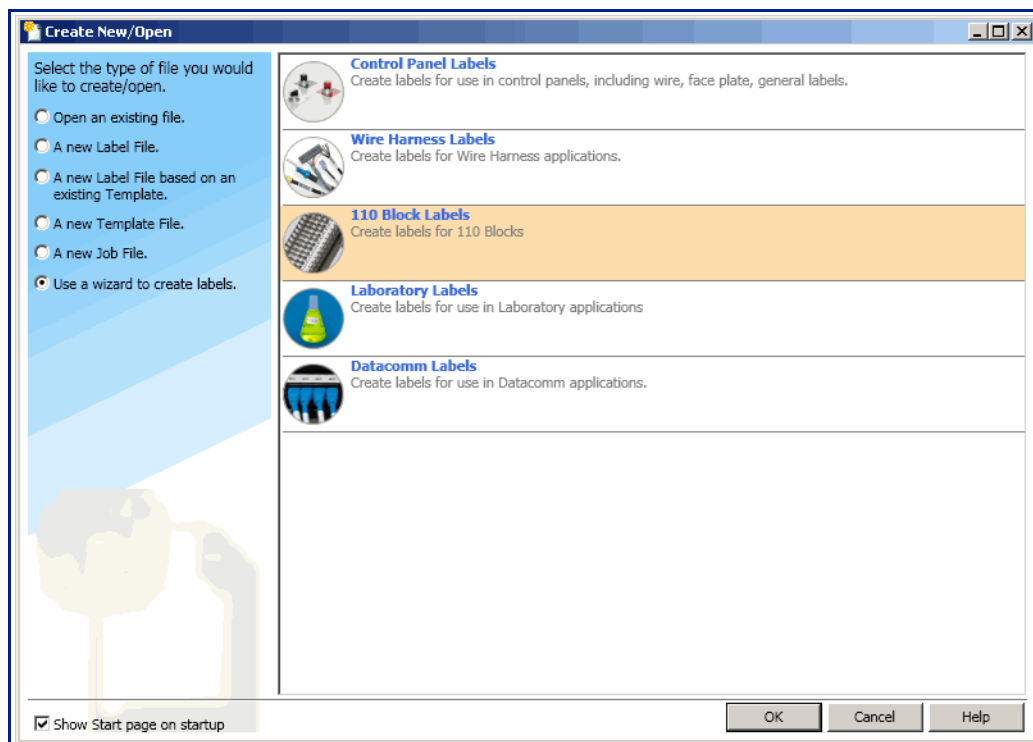 Create New/Open
Select the type of file you would
like to create/open.
Open an existing file.
A new Label File.
A new Label File based on an
existing Template.
A new Template File.
A new Job File.
Use a wizard to create labels.
Control Panel Labels
Create labels for use in control panels, including wire, face plate, general labels.
Wire Harness Labels
Create labels for Wire Harness applications.
110 Block Labels
Create labels for 110 Blocks
Laboratory Labels
Create labels for use in Laboratory applications
Datacomm Labels
Create labels for use in Datacomm applications.
Show Start page on startup
OK
Cancel
Help